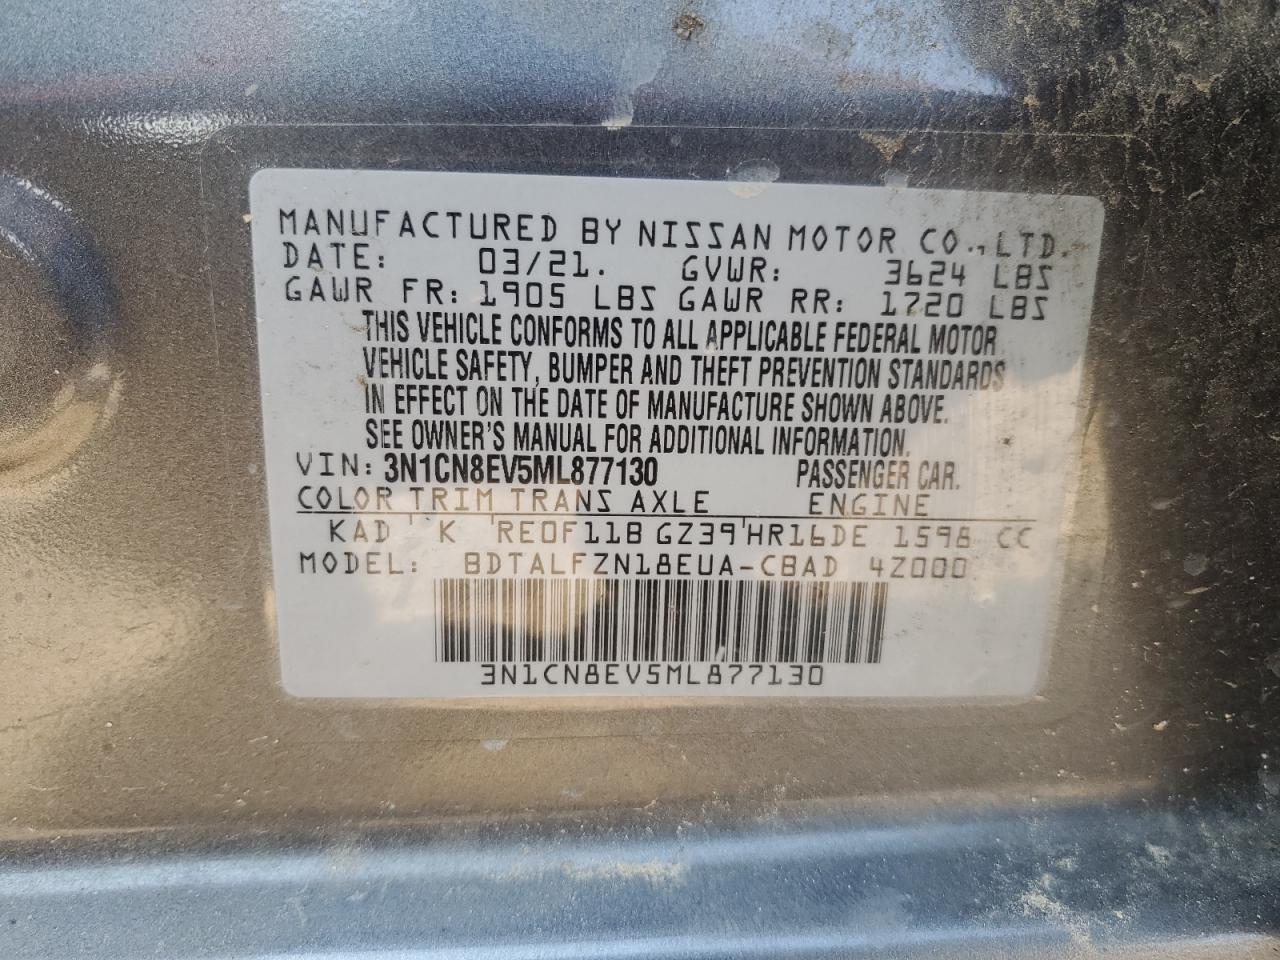 MANUFACTURED BY NISSAN MOTOR CO., LTD.
DATE: 03/21. GVWR: 3624 LBS
GAWR FR: 1905 LBS GAWR RR: 1720 LBS
THIS VEHICLE CONFORMS TO ALL APPLICABLE FEDERAL MOTOR
VEHICLE SAFETY, BUMPER AND THEFT PREVENTION STANDARDS
IN EFFECT ON THE DATE OF MANUFACTURE SHOWN ABOVE.
SEE OWNER'S MANUAL FOR ADDITIONAL INFORMATION.
VIN: 3N1CN8EV5ML877130 PASSENGER CAR.
COLOR TRIM TRANS AXLE ENGINE
KAD ' K 'RE0F11B GZ39'HR16DE 1598 CC
MODEL: BDTALFZN18EUA-CBAD 4Z000
3N1CN8EV5ML877130